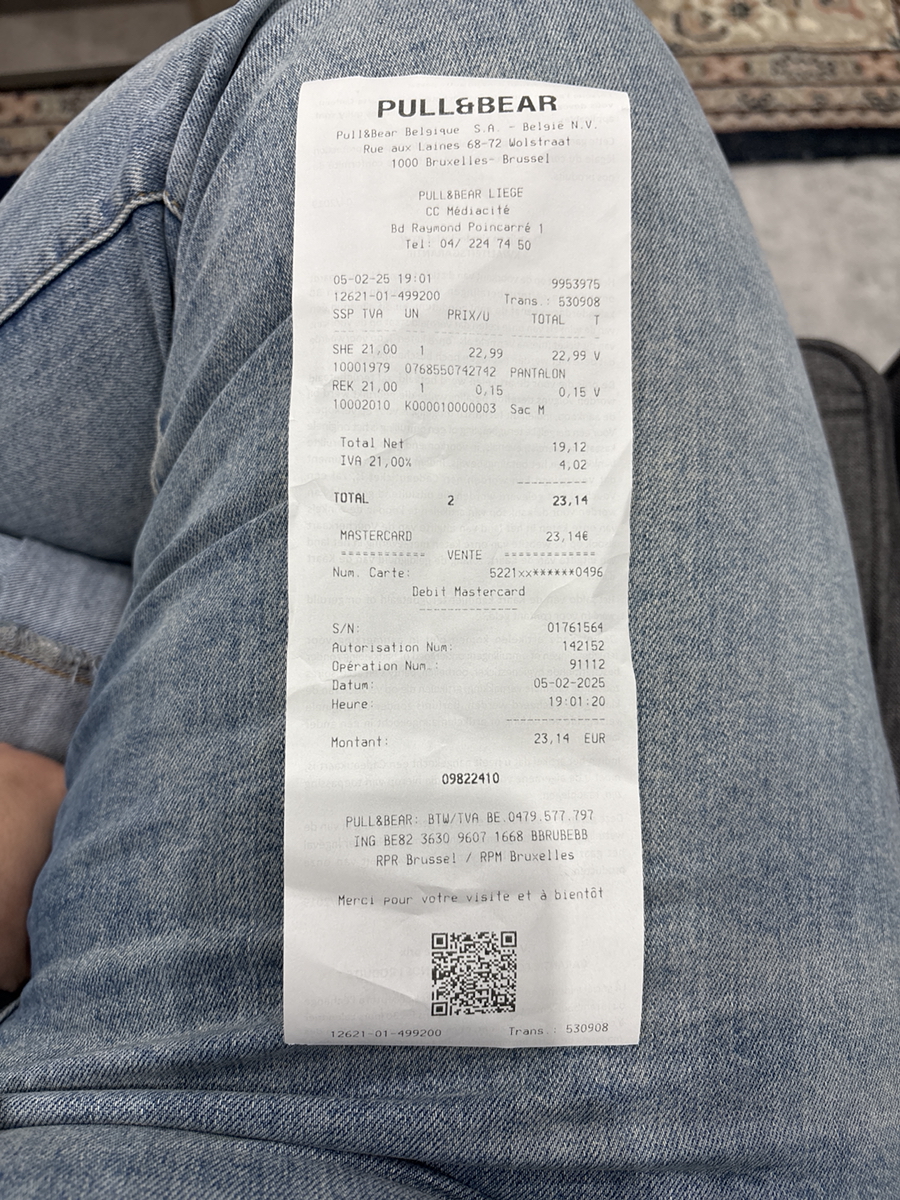 PULL&BEAR
Pull&Bear Belgique S.A. - België N.V.
Rue aux Laines 68-72 Wolstraat
1000 Bruxelles- Brussel
PULL&BEAR LIEGE
CC Médiacité
Bd Raymond Poincarré 1
Tel: 04/ 224 74 50
05-02-25 19:01 9953975
12621-01-499200 Trans.: 530908
SSP TVA UN PRIX/U TOTAL T
SHE 21,00 1 22,99 22,99 V
10001979 0768550742742 PANTALON
REK 21,00 1 0,15 0,15 V
10002010 K000010000003 Sac M
Total Net 19,12
IVA 21,00% 4,02
------------
TOTAL 2 23,14
MASTERCARD 23,14€
============ VENTE =============
Num. Carte: 5221xx******0496
Debit Mastercard
--------------
S/N: 01761564
Autorisation Num: 142152
Opération Num.: 91112
Datum: 05-02-2025
Heure: 19:01:20
--------------
Montant: 23,14 EUR
09822410
PULL&BEAR: BTW/TVA BE.0479.577.797
ING BE82 3630 9607 1668 BBRUBEBB
RPR Brussel / RPM Bruxelles
Merci pour votre visite et à bientôt
12621-01-499200 Trans.: 530908